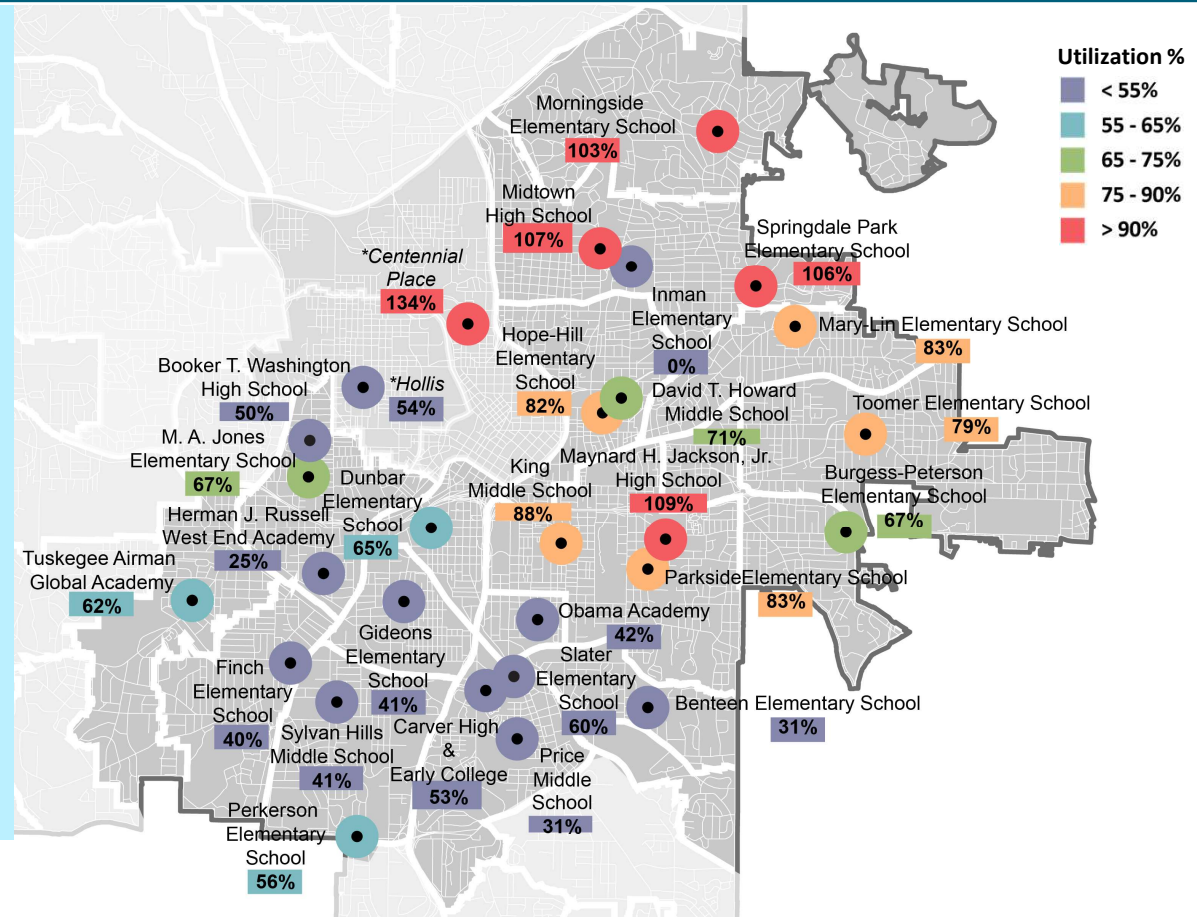 Utilization %
< 55%
55 - 65%
65 - 75%
75 - 90%
> 90%
Morningside
Elementary School
103%
Midtown
High School
107%
Springdale Park
Elementary School
106%
*Centennial
Place
134%
Inman
Elementary
School
0%
Mary-Lin Elementary School
83%
Hope-Hill
Elementary
School
82%
Booker T. Washington
High School
50%
*Hollis
54%
David T. Howard
Middle School
71%
Toomer Elementary School
79%
M. A. Jones
Elementary School
67%
Maynard H. Jackson, Jr.
High School
109%
King
Middle School
88%
Burgess-Peterson
Elementary School
67%
Dunbar
Elementary
School
65%
Herman J. Russell
West End Academy
25%
Tuskegee Airman
Global Academy
62%
ParksideElementary School
83%
Obama Academy
42%
Gideons
Elementary
School
41%
Slater
Elementary
School
60%
Finch
Elementary
School
40%
Benteen Elementary School
31%
Sylvan Hills
Middle School
41%
Carver High
&
Early College
53%
Price
Middle
School
31%
Perkerson
Elementary
School
56%